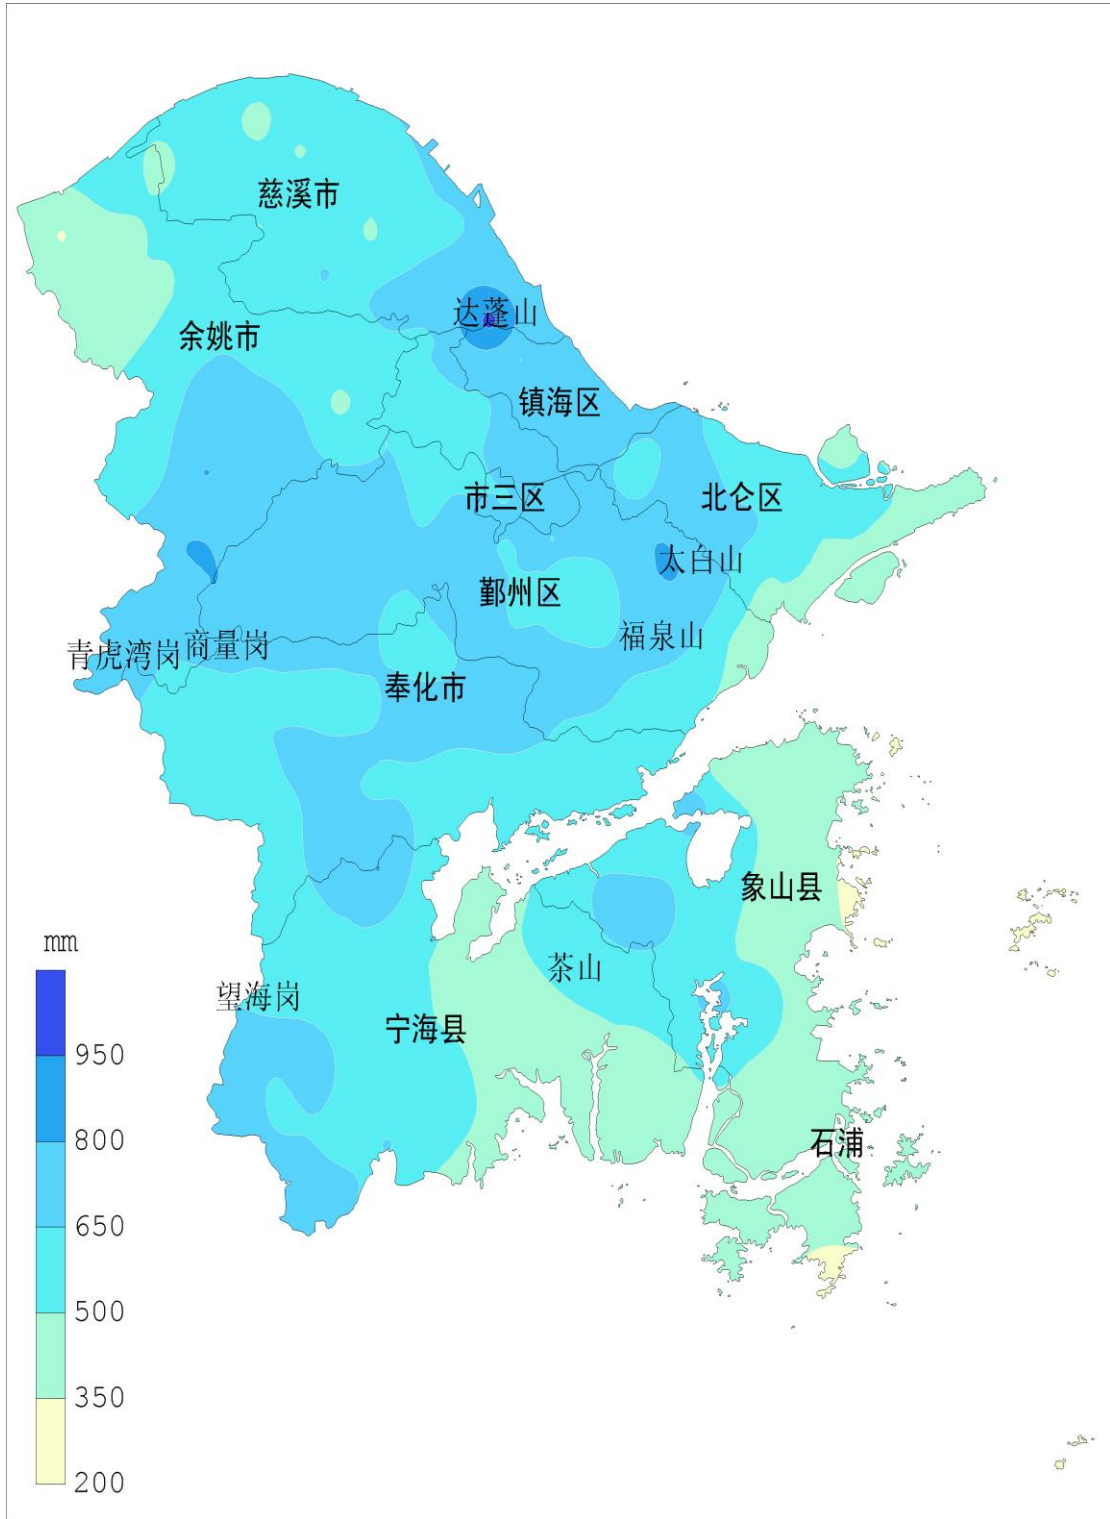 慈溪市
达蓬山
余姚市
镇海区
市三区
北仑区
太白山
鄞州区
福泉山
商量岗
青虎湾岗
奉化市
象山县
mm
茶山
望海岗
宁海县
950
800
石浦
650
500
350
200